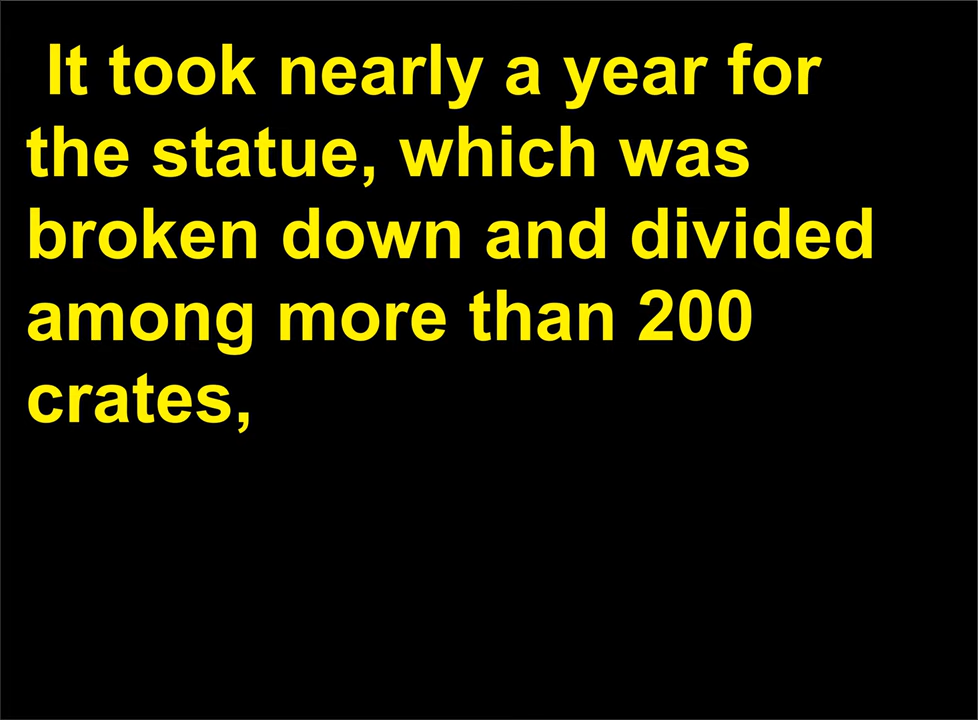 It took nearly a year for
the statue, which was
broken down and divided
among more than 200
crates,